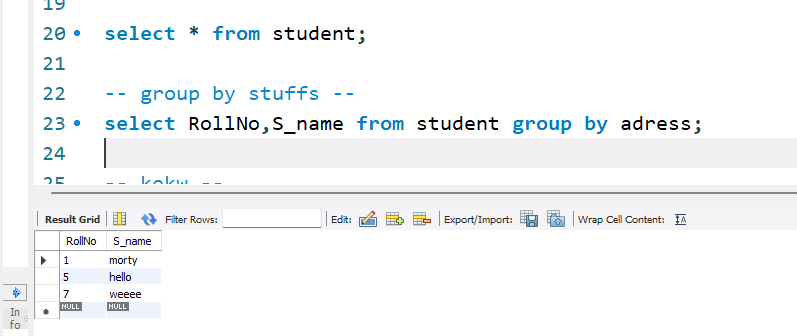 19
20 select * from student;
21
22 -- group by stuffs --
23 select RollNo,S_name from student group by adress;
24
25 -- kekw --
Result Grid Filter Rows: Edit: Export/Import: Wrap Cell Content: IA
RollNo S_name
1 morty
5 hello
7 weeee
NULL NULL
In
fo